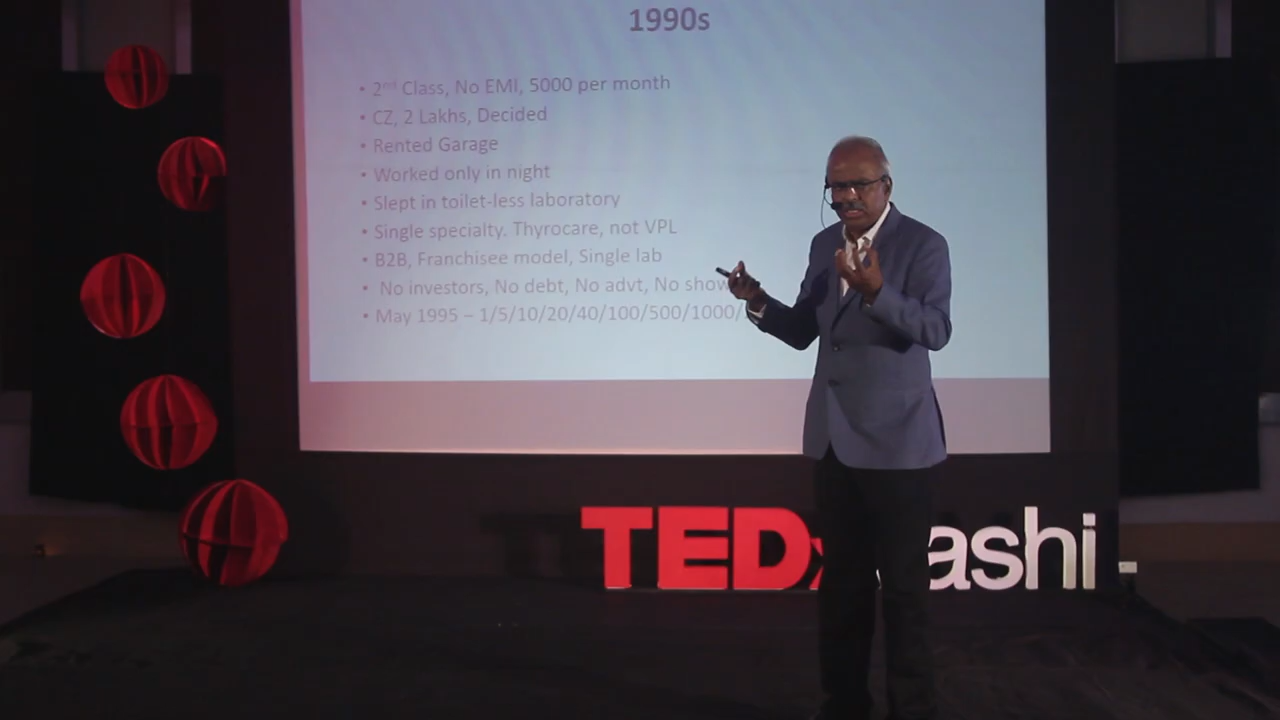 1990s
• 2nd Class, No EMI, 5000 per month
• CZ, 2 Lakhs, Decided
• Rented Garage
• Worked only in night
• Slept in toilet-less laboratory
• Single specialty. Thyrocare, not VPL
• B2B, Franchisee model, Single lab
• No investors, No debt, No advt, No show
• May 1995 – 1/5/10/20/40/100/500/1000/
TEDx ashi